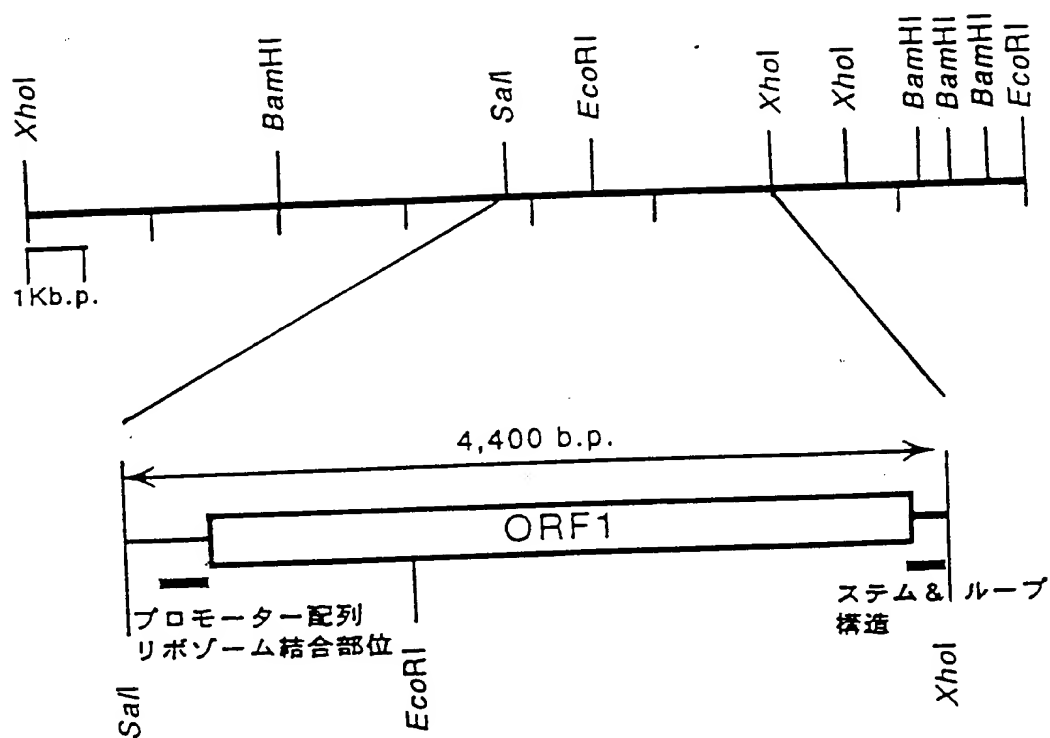 XhoI
BamHI
SalI
EcoRI
XhoI
XhoI
BamHI
BamHI
BamHI
EcoRI
1Kb.p.
4,400 b.p.
ORF1
プロモーター配列
リボゾーム結合部位
ステム& ループ
構造
SalI
EcoRI
XhoI